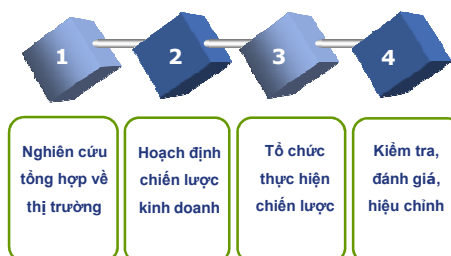 1
2
3
4
Nghiên cứu
tổng hợp về
thị trường
Hoạch định
chiến lược
kinh doanh
Tổ chức
thực hiện
chiến lược
Kiểm tra,
đánh giá,
hiệu chỉnh